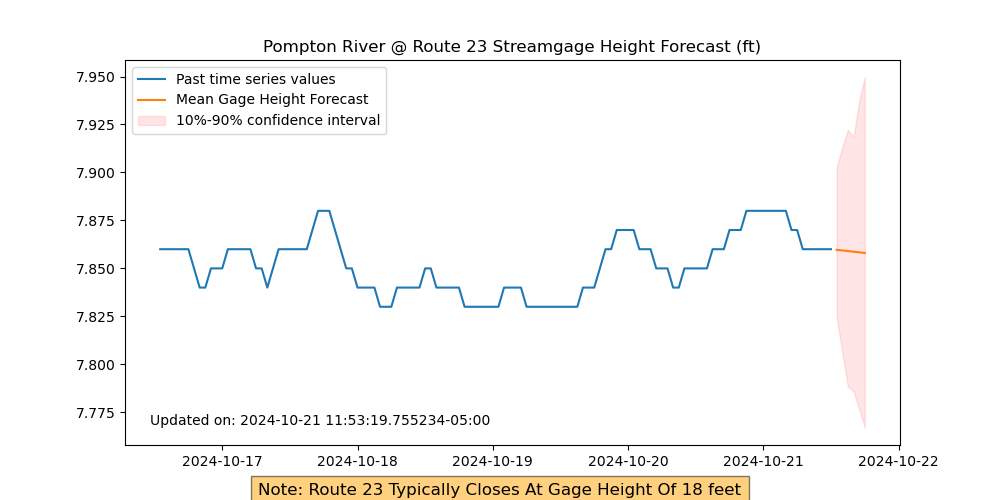 Pompton River @ Route 23 Streamgage Height Forecast (ft)
Past time series values
Mean Gage Height Forecast
10%-90% confidence interval
7.950
7.925
7.900
7.875
7.850
7.825
7.800
7.775
Updated on: 2024-10-21 11:53:19.755234-05:00
2024-10-17
2024-10-18
2024-10-19
2024-10-20
2024-10-21
2024-10-22
Note: Route 23 Typically Closes At Gage Height Of 18 feet